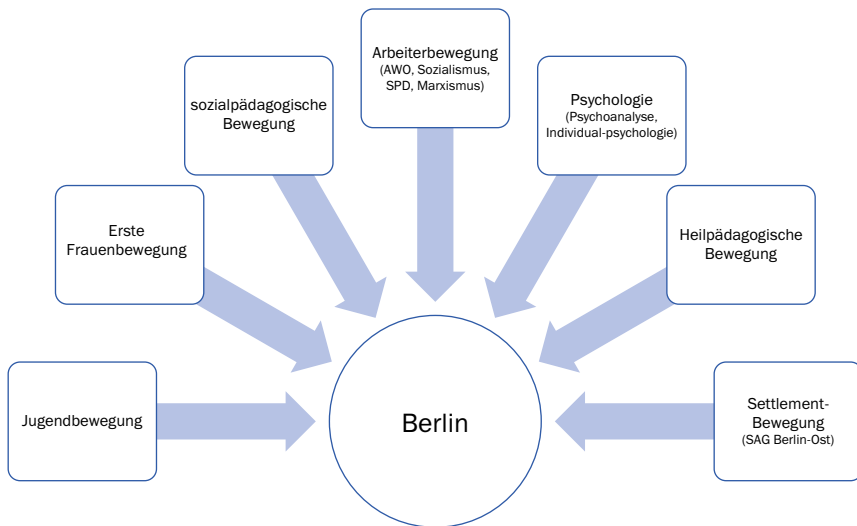 Arbeiterbewegung
(AWO, Sozialismus,
SPD, Marxismus)
sozialpädagogische
Bewegung
Psychologie
(Psychoanalyse,
Individual-psychologie)
Erste
Frauenbewegung
Heilpädagogische
Bewegung
Jugendbewegung
Berlin
Settlement-
Bewegung
(SAG Berlin-Ost)